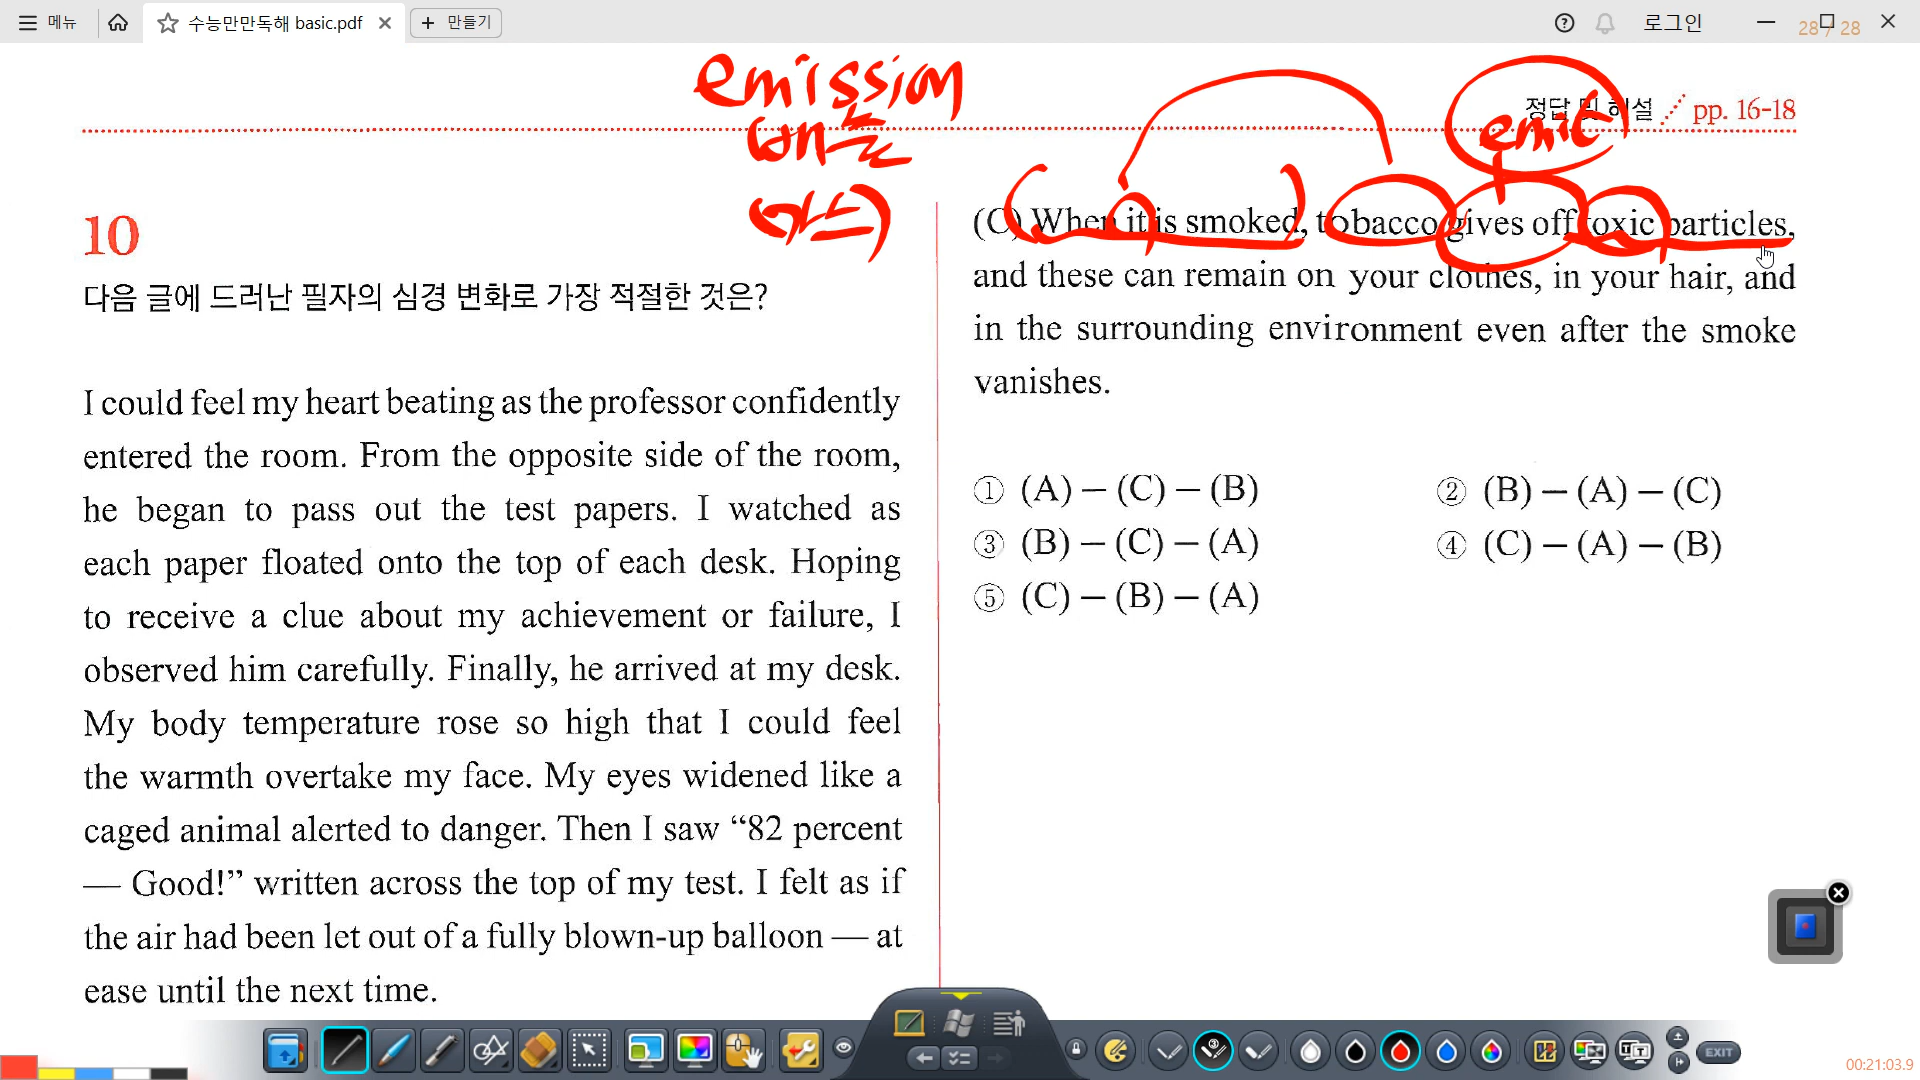 메뉴
수능만만독해 basic.pdf
만들기
로그인
28 / 28
emission
배출
가스)
emit
정답 및 해설 pp. 16-18
10
다음 글에 드러난 필자의 심경 변화로 가장 적절한 것은?
I could feel my heart beating as the professor confidently
entered the room. From the opposite side of the room,
he began to pass out the test papers. I watched as
each paper floated onto the top of each desk. Hoping
to receive a clue about my achievement or failure, I
observed him carefully. Finally, he arrived at my desk.
My body temperature rose so high that I could feel
the warmth overtake my face. My eyes widened like a
caged animal alerted to danger. Then I saw “82 percent
— Good!” written across the top of my test. I felt as if
the air had been let out of a fully blown-up balloon — at
ease until the next time.
(C) When it is smoked, tobacco gives off toxic particles,
and these can remain on your clothes, in your hair, and
in the surrounding environment even after the smoke
vanishes.
① (A) – (C) – (B)
② (B) – (A) – (C)
③ (B) – (C) – (A)
④ (C) – (A) – (B)
⑤ (C) – (B) – (A)
EXIT
00:21:03.9